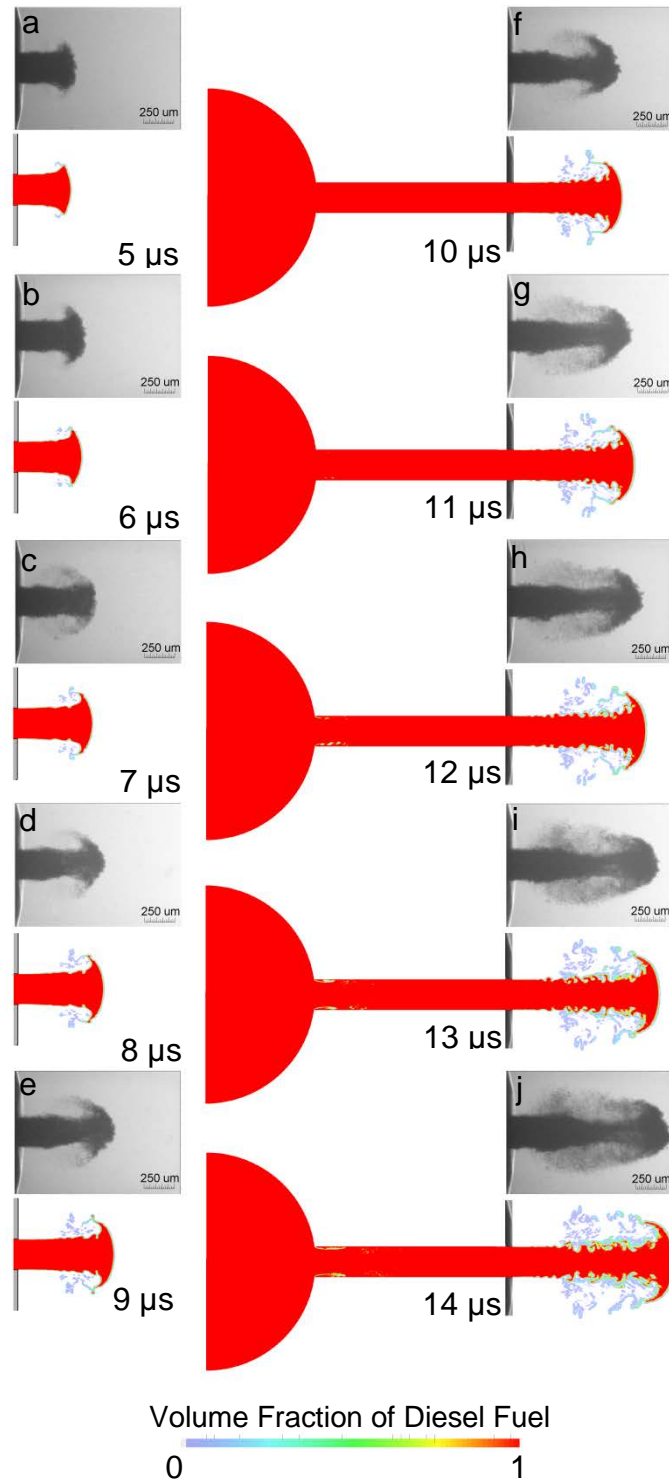 a
250 um
5 µs
b
250 um
6 µs
c
250 um
7 µs
d
250 um
8 µs
e
250 um
9 µs
f
250 um
10 µs
g
250 um
11 µs
h
250 um
12 µs
i
250 um
13 µs
j
250 um
14 µs
Volume Fraction of Diesel Fuel
0 1